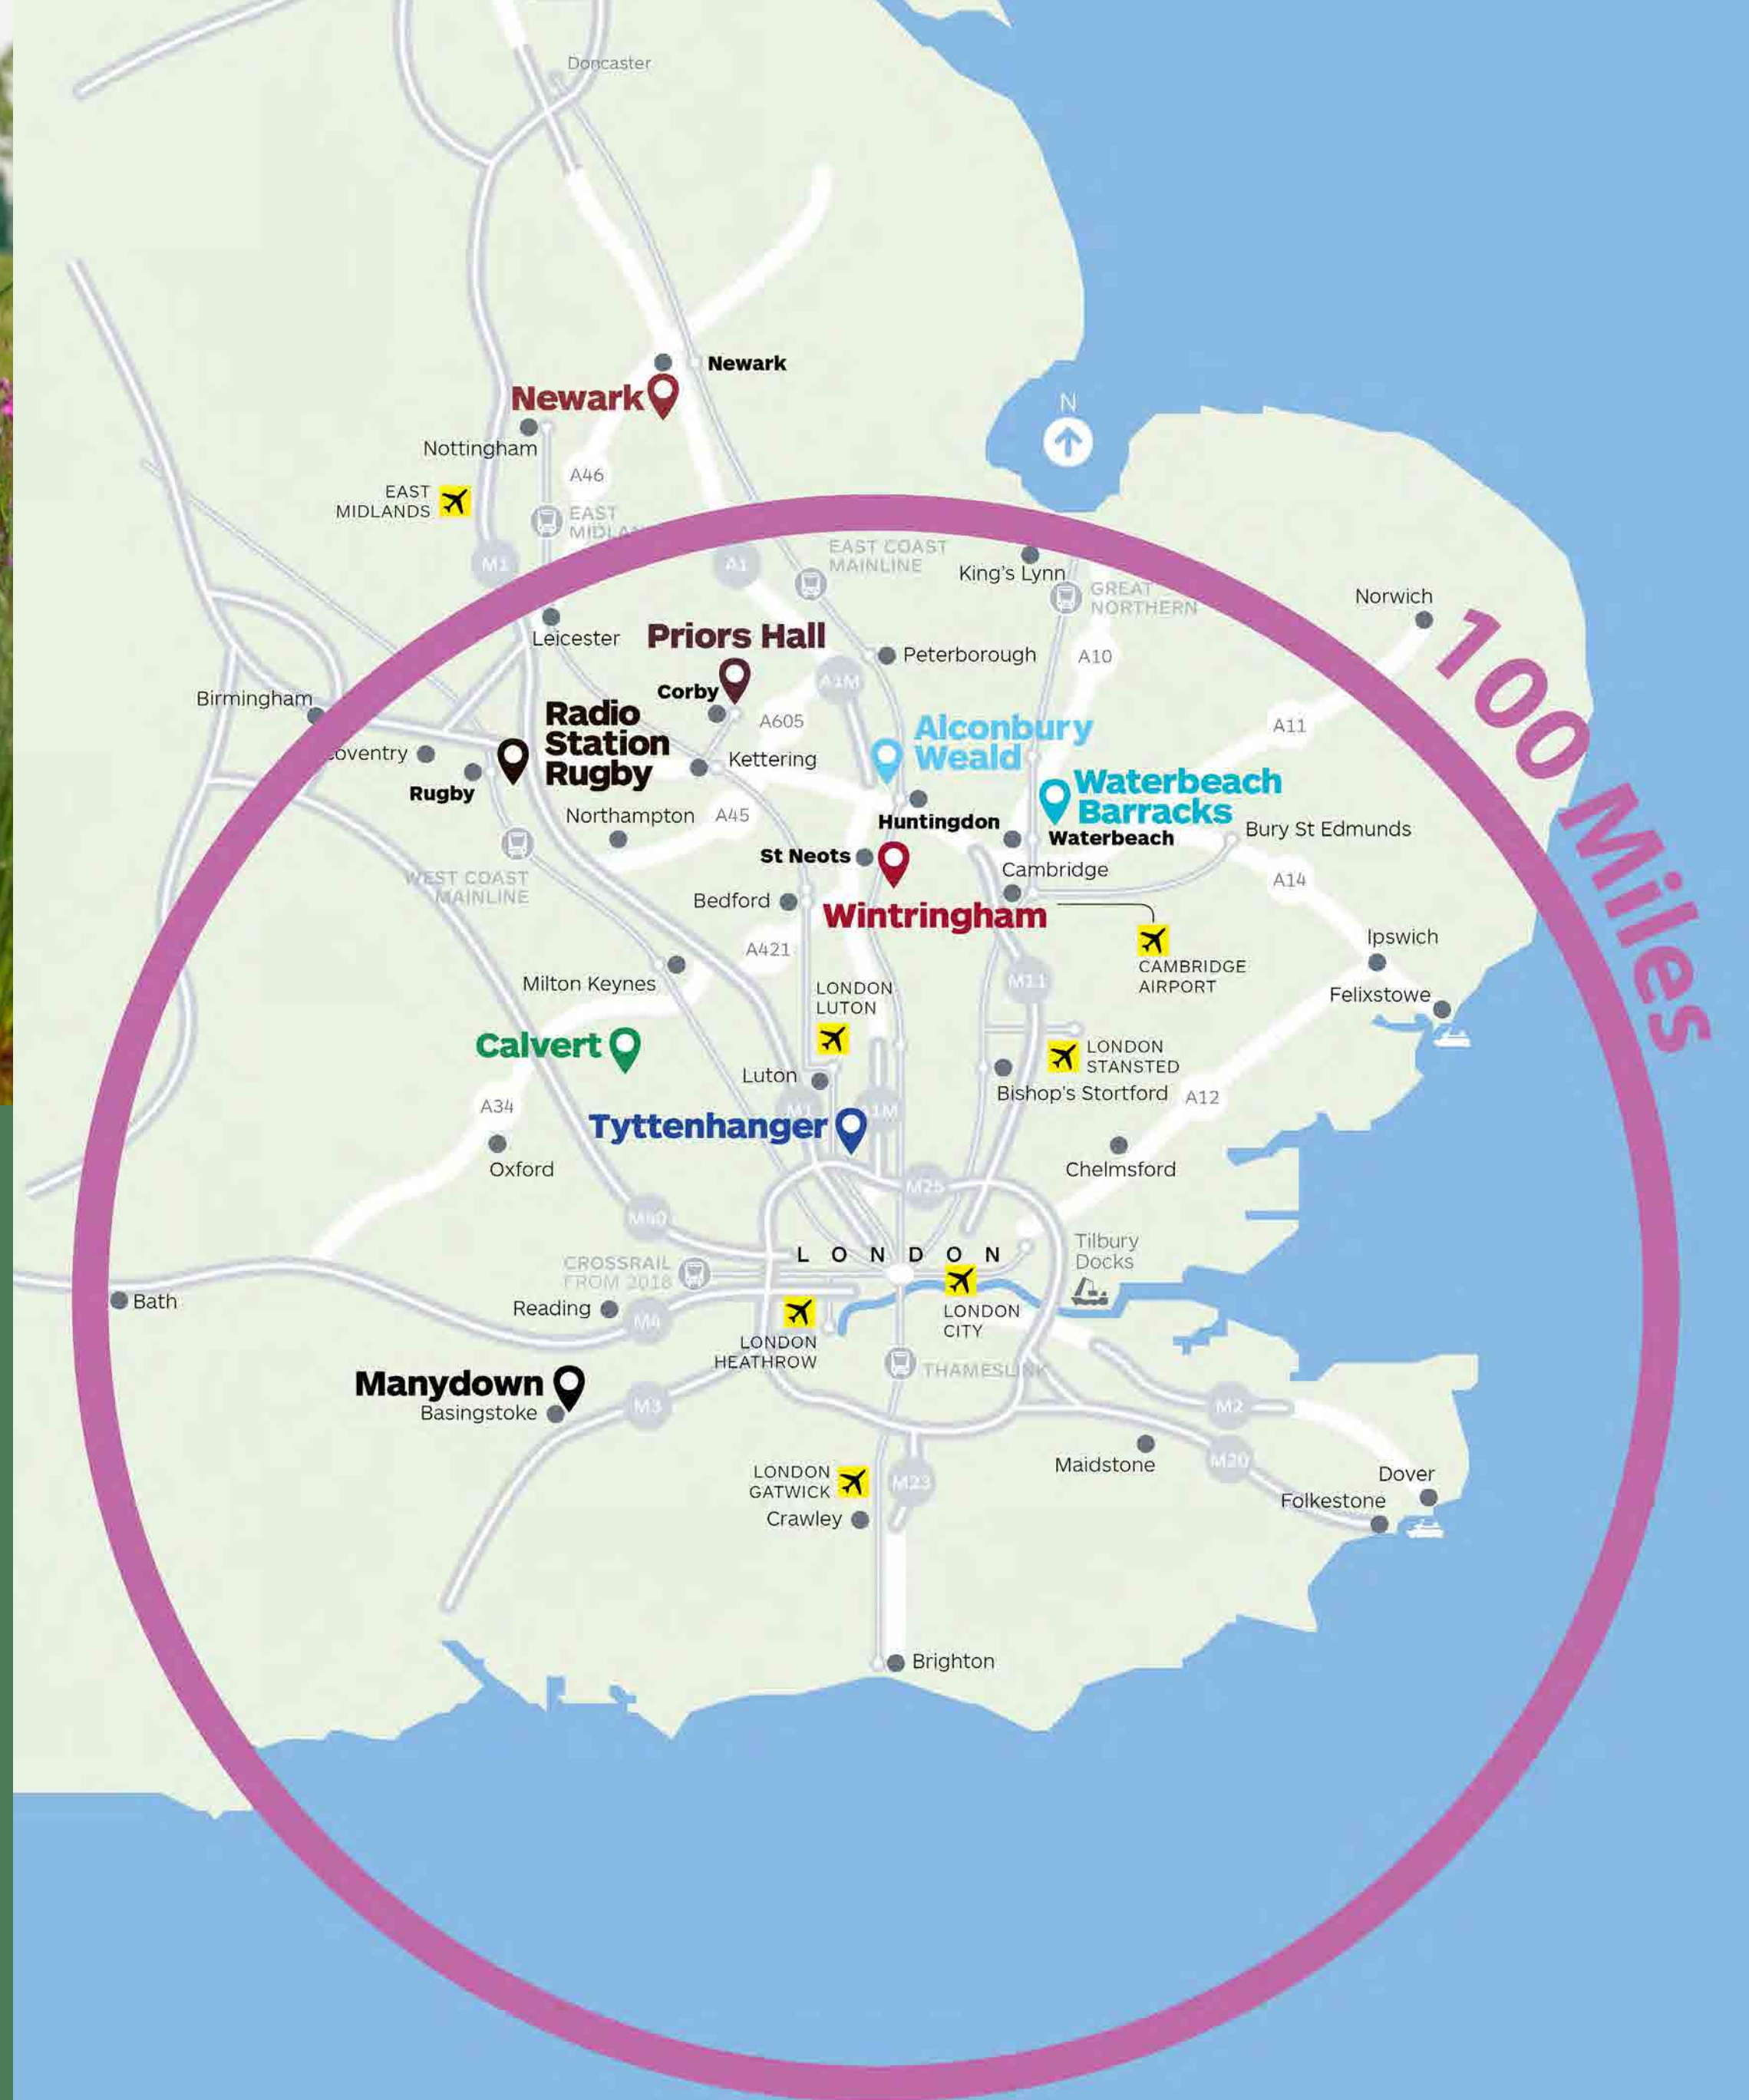 Doncaster
Newark
Newark
Nottingham
N
A46
EAST
MIDLANDS
EAST
M1
A1
EAST COAST
MAINLINE
King's Lynn
GREAT
NORTHERN
Norwich
100 Miles
Leicester
Priors Hall
Peterborough
A10
A1M
Corby
A605
Birmingham
Radio
Station
Rugby
Alconbury
Weald
A11
oventry
Kettering
Rugby
Waterbeach
Barracks
Northampton
A45
Huntingdon
Waterbeach
Bury St Edmunds
St Neots
Cambridge
WEST COAST
MAINLINE
A14
Bedford
Wintringham
A421
Ipswich
CAMBRIDGE
AIRPORT
Milton Keynes
M11
LONDON
LUTON
Felixstowe
Calvert
LONDON
STANSTED
Luton
Bishop's Stortford
A12
A34
M1
A1M
Tyttenhanger
Oxford
Chelmsford
M25
M40
LONDON
Tilbury
Docks
CROSSRAIL
FROM 2018
Bath
Reading
M4
LONDON
CITY
LONDON
HEATHROW
THAMESLINK
Manydown
Basingstoke
M3
M2
Maidstone
M20
LONDON
GATWICK
M23
Dover
Folkestone
Crawley
Brighton